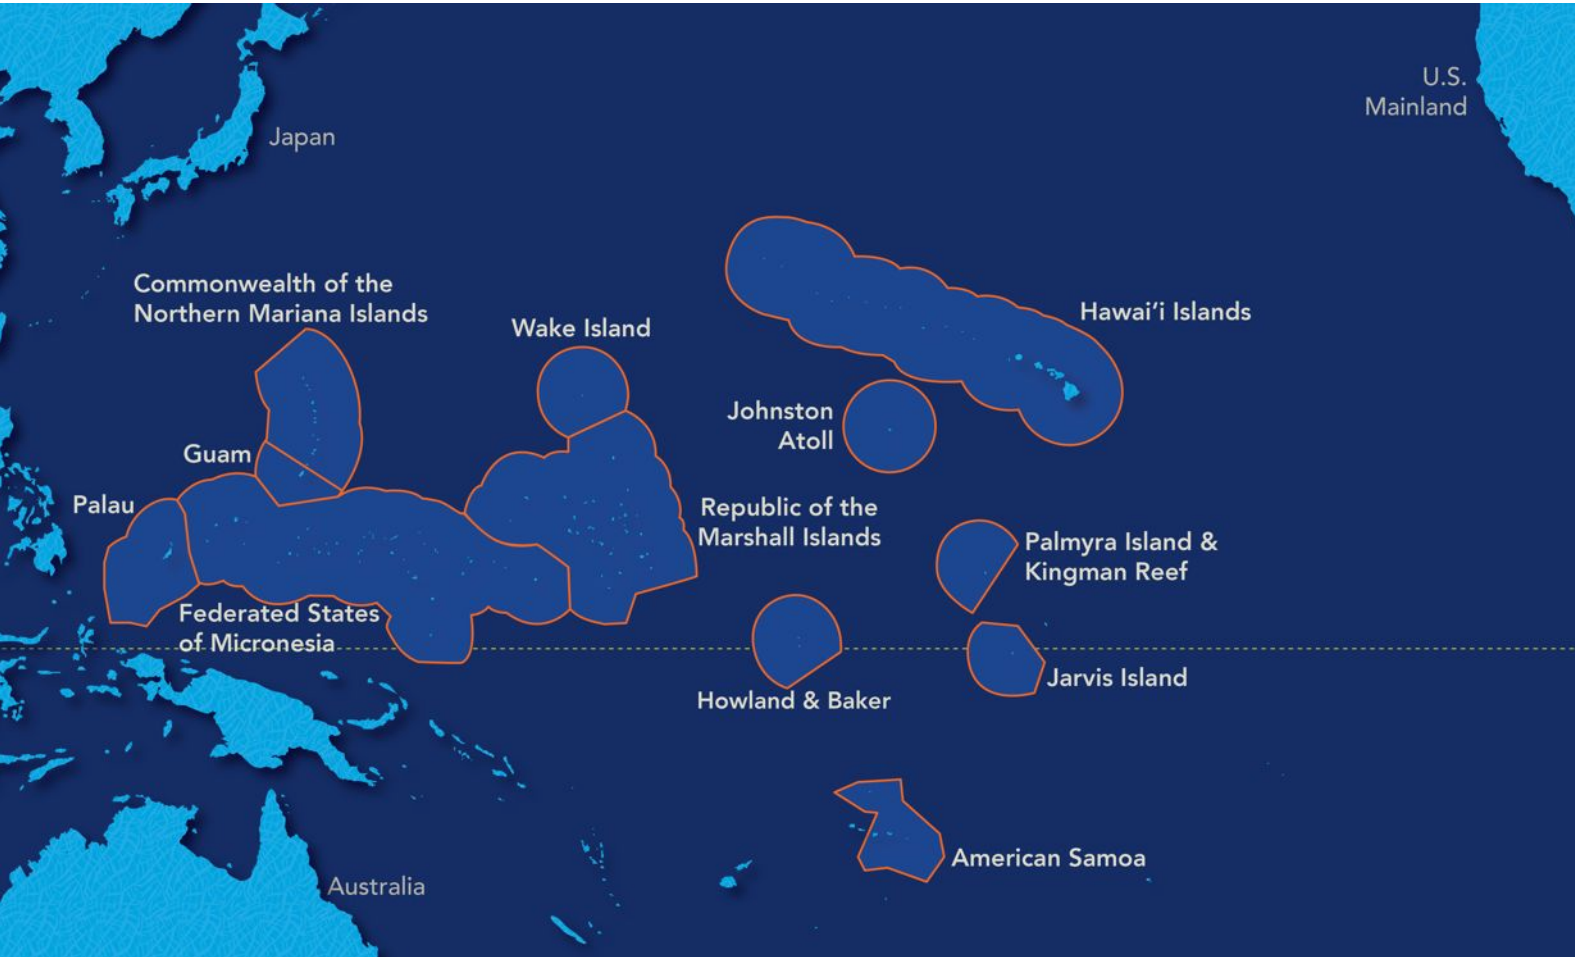 U.S.
Mainland
Japan
Commonwealth of the
Northern Mariana Islands
Hawai‘i Islands
Wake Island
Johnston
Atoll
Guam
Palau
Republic of the
Marshall Islands
Palmyra Island &
Kingman Reef
Federated States
of Micronesia
Jarvis Island
Howland & Baker
American Samoa
Australia